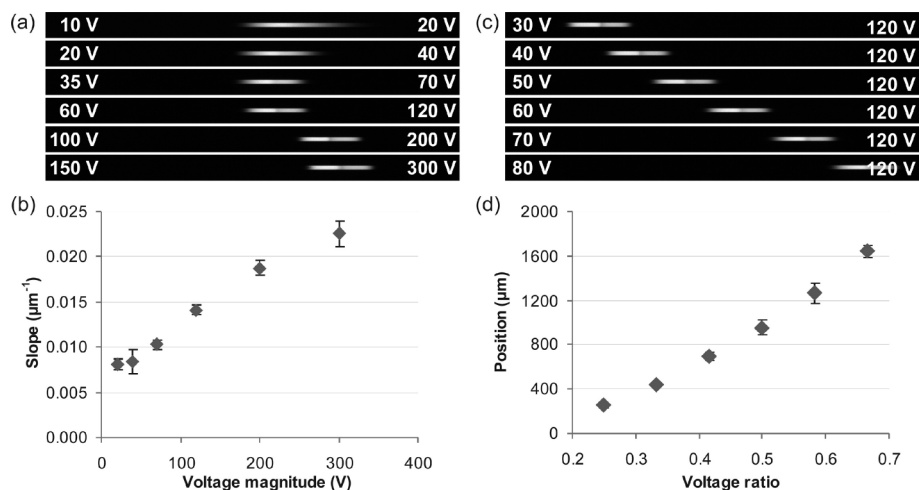 (a)
10 V 20 V
20 V 40 V
35 V 70 V
60 V 120 V
100 V 200 V
150 V 300 V
(c)
30 V 120 V
40 V 120 V
50 V 120 V
60 V 120 V
70 V 120 V
80 V 120 V
(b)
0.025
0.020
0.015
0.010
0.005
0.000
Slope (µm⁻¹)
0 100 200 300 400
Voltage magnitude (V)
(d)
2000
1600
1200
800
400
0
Position (µm)
0.2 0.3 0.4 0.5 0.6 0.7
Voltage ratio